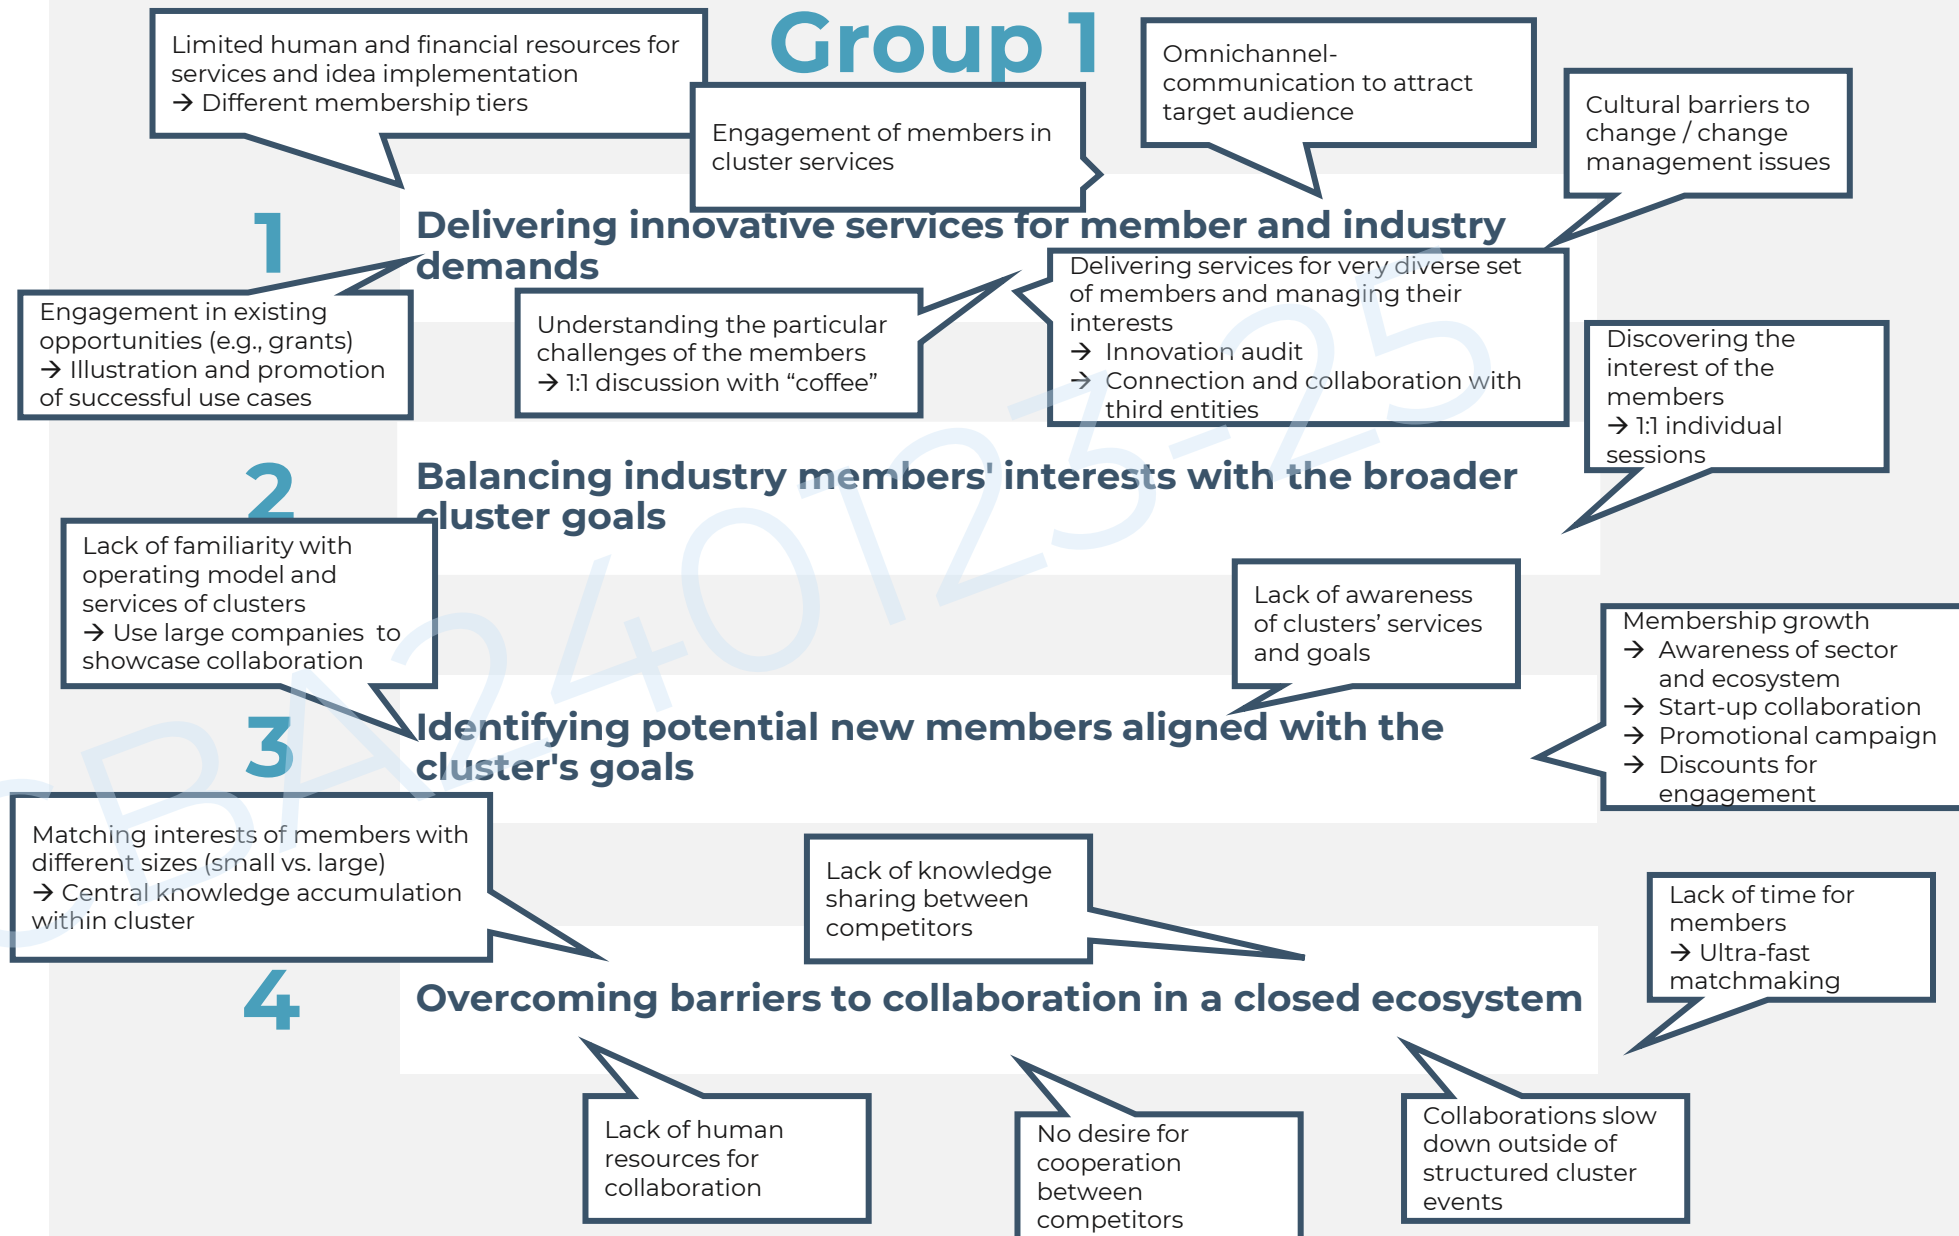 Group 1
Limited human and financial resources for
services and idea implementation
→ Different membership tiers
Engagement of members in
cluster services
Omnichannel-
communication to attract
target audience
Cultural barriers to
change / change
management issues
1
Delivering innovative services for member and industry
demands
Engagement in existing
opportunities (e.g., grants)
→ Illustration and promotion
of successful use cases
Understanding the particular
challenges of the members
→ 1:1 discussion with “coffee”
Delivering services for very diverse set
of members and managing their
interests
→ Innovation audit
→ Connection and collaboration with
third entities
Discovering the
interest of the
members
→ 1:1 individual
sessions
2
Balancing industry members' interests with the broader
cluster goals
Lack of familiarity with
operating model and
services of clusters
→ Use large companies to
showcase collaboration
Lack of awareness
of clusters’ services
and goals
Membership growth
→ Awareness of sector
and ecosystem
→ Start-up collaboration
→ Promotional campaign
→ Discounts for
engagement
3
Identifying potential new members aligned with the
cluster's goals
Matching interests of members with
different sizes (small vs. large)
→ Central knowledge accumulation
within cluster
Lack of knowledge
sharing between
competitors
Lack of time for
members
→ Ultra-fast
matchmaking
4
Overcoming barriers to collaboration in a closed ecosystem
Lack of human
resources for
collaboration
No desire for
cooperation
between
competitors
Collaborations slow
down outside of
structured cluster
events
CBA240123-25